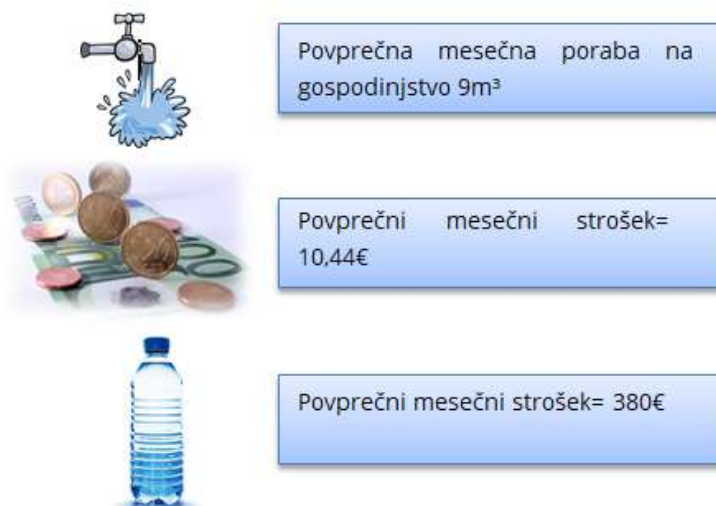 Povprečna mesečna poraba na
gospodinjstvo 9m³
Povprečni mesečni strošek=
10,44€
Povprečni mesečni strošek= 380€